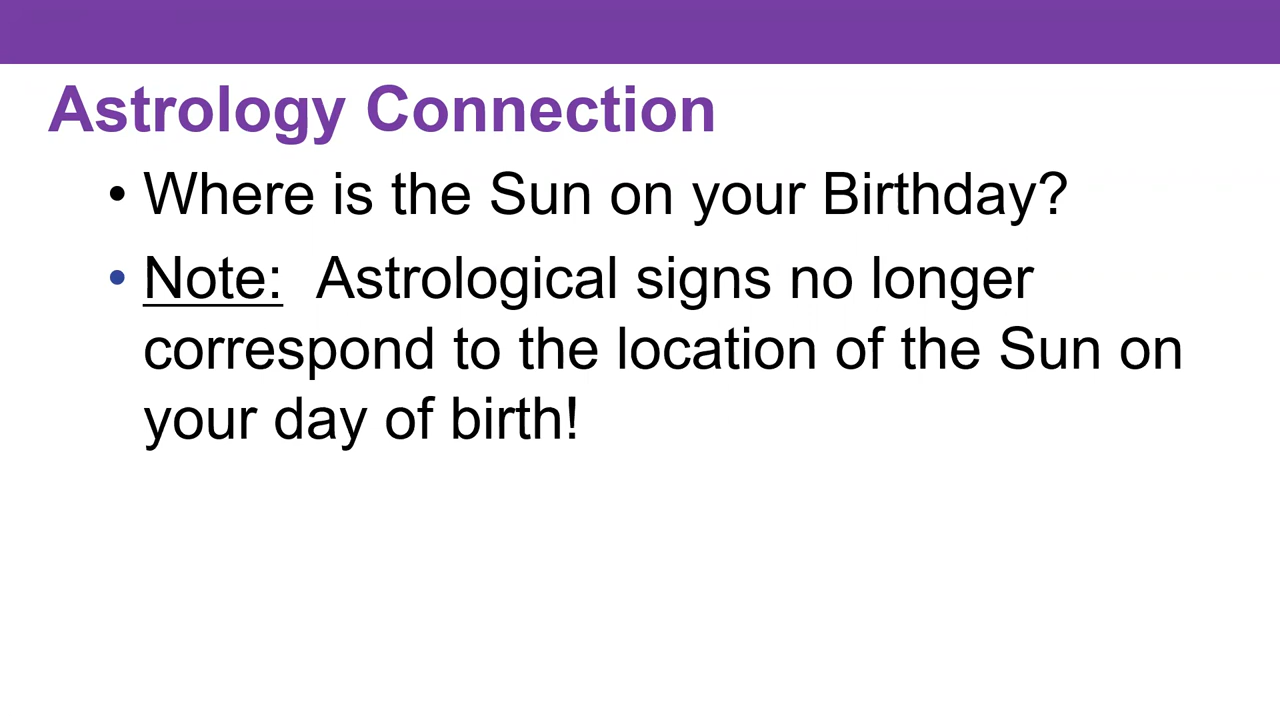 Astrology Connection
• Where is the Sun on your Birthday?
• Note:  Astrological signs no longer
correspond to the location of the Sun on
your day of birth!